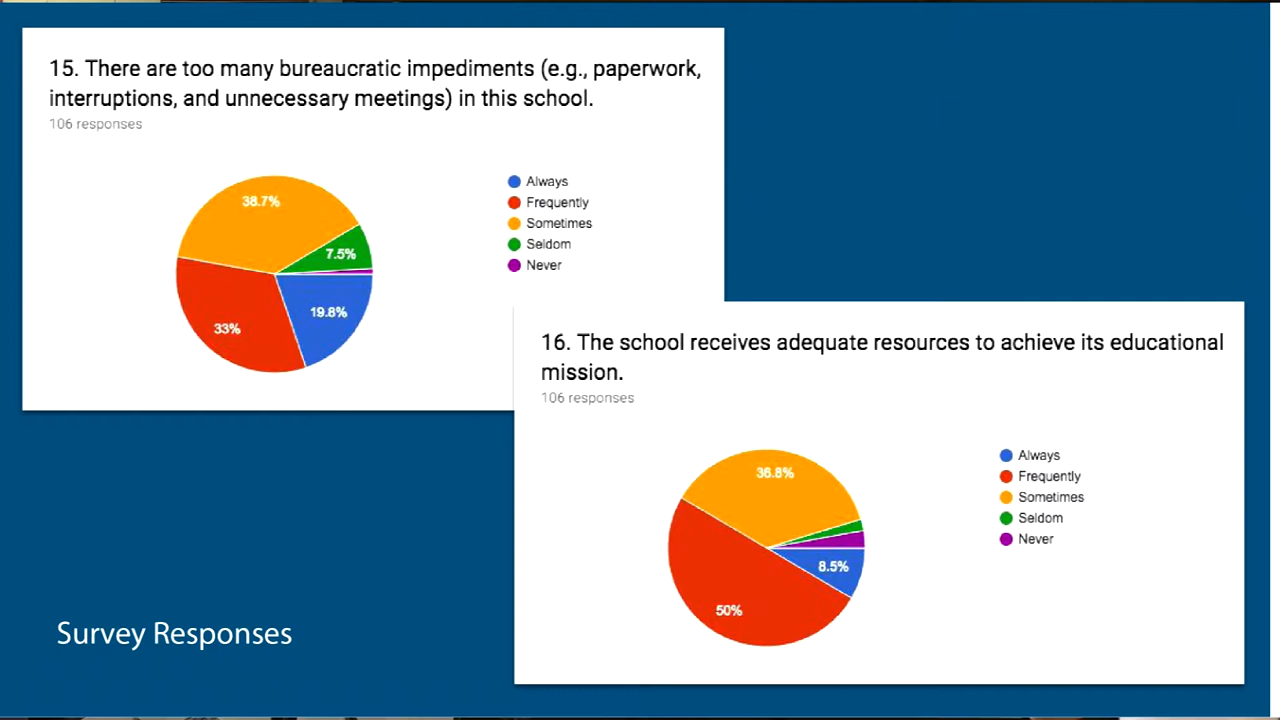 15. There are too many bureaucratic impediments (e.g., paperwork,
interruptions, and unnecessary meetings) in this school.
106 responses
38.7%
7.5%
19.8%
33%
Always
Frequently
Sometimes
Seldom
Never
16. The school receives adequate resources to achieve its educational
mission.
106 responses
36.8%
8.5%
50%
Always
Frequently
Sometimes
Seldom
Never
Survey Responses